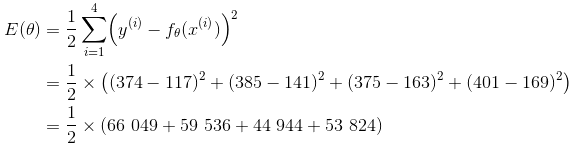 E(θ) = 1/2 ∑_{i=1}^{4} (y^{(i)} − f_θ(x^{(i)}))^2
= 1/2 × ((374 − 117)^2 + (385 − 141)^2 + (375 − 163)^2 + (401 − 169)^2)
= 1/2 × (66 049 + 59 536 + 44 944 + 53 824)